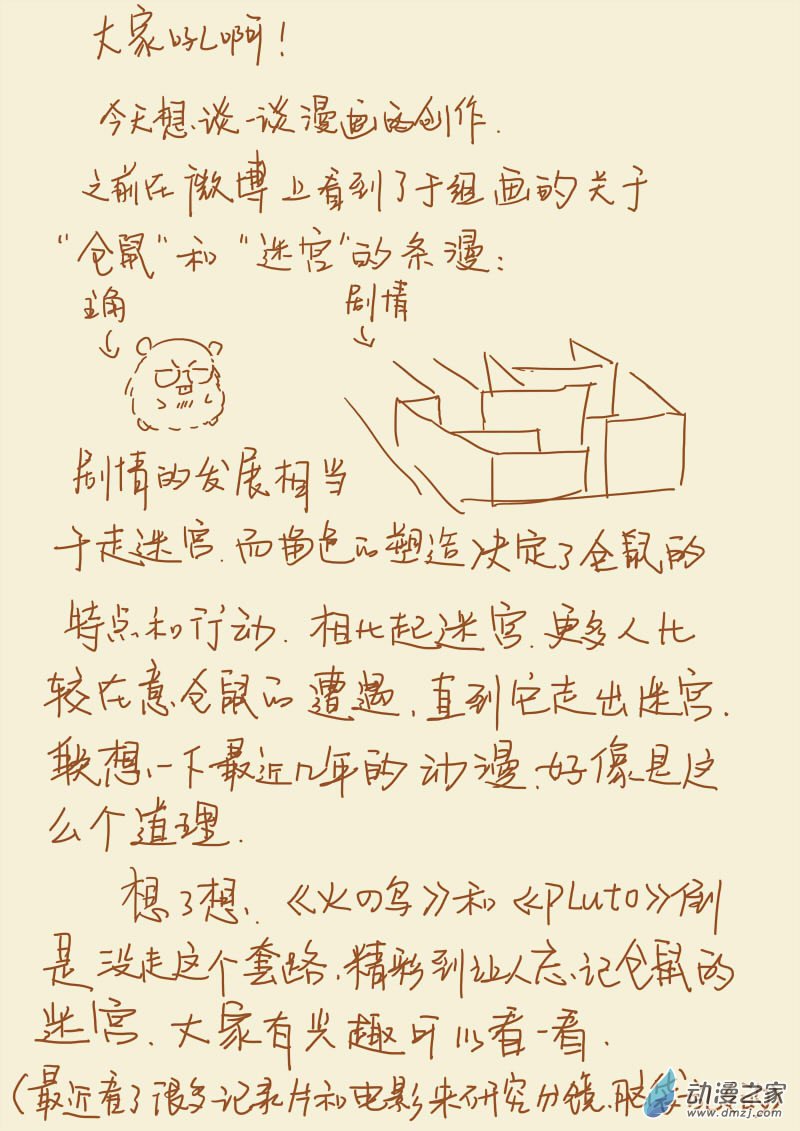 大家好啊!
今天想谈一谈漫画的创作.
之前在微博上看到了于组画的关于
“仓鼠”和“迷宫”的条漫:
主角
剧情
剧情的发展相当
于走迷宫.而角色的塑造决定了仓鼠的
特点和行动.相比起迷宫.更多人比
较在意仓鼠的遭遇,直到它走出迷宫.
联想一下最近几年的动漫.好像是这
么个道理.
想了想.《火の鸟》和《PLuto》倒
是没走这个套路.精彩到让人忘记仓鼠的
迷宫.大家有兴趣可以看一看.
(最近看了很多记录片和电影来研究分镜.脑袋
动漫之家
www.dmzj.com